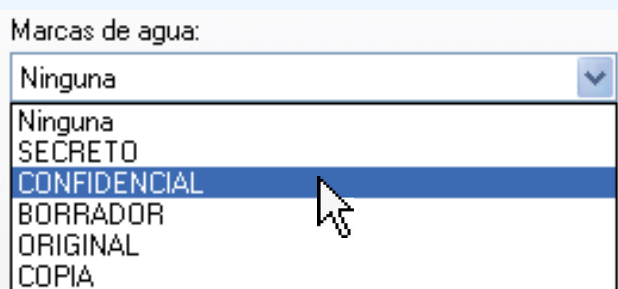 Marcas de agua:
Ninguna
Ninguna
SECRETO
CONFIDENCIAL
BORRADOR
ORIGINAL
COPIA